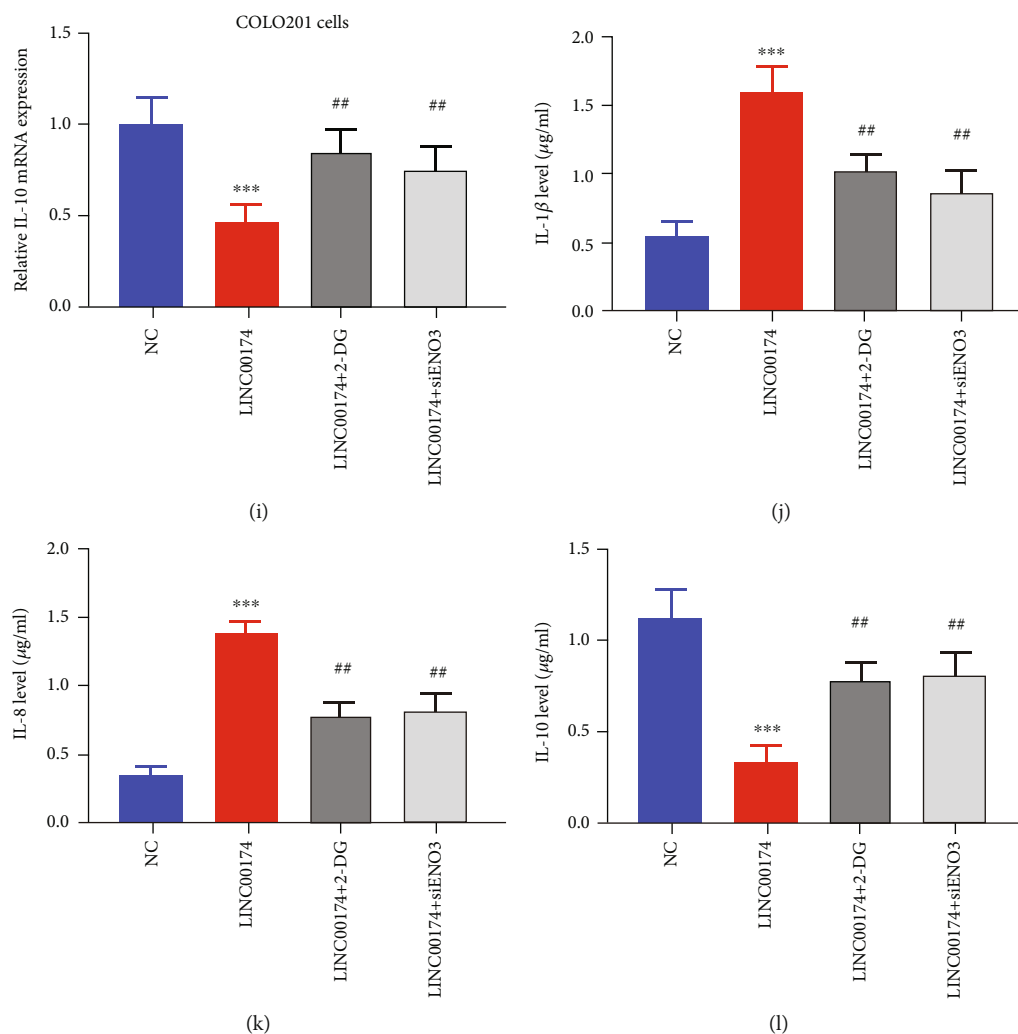 COLO201 cells
Relative IL-10 mRNA expression
1.5
1.0
0.5
0.0
***
##
##
NC
LINC00174
LINC00174+2-DG
LINC00174+siENO3
(i)
IL-1β level (μg/ml)
2.0
1.5
1.0
0.5
0.0
***
##
##
NC
LINC00174
LINC00174+2-DG
LINC00174+siENO3
(j)
IL-8 level (μg/ml)
2.0
1.5
1.0
0.5
0.0
***
##
##
NC
LINC00174
LINC00174+2-DG
LINC00174+siENO3
(k)
IL-10 level (μg/ml)
1.5
1.0
0.5
0.0
***
##
##
NC
LINC00174
LINC00174+2-DG
LINC00174+siENO3
(l)